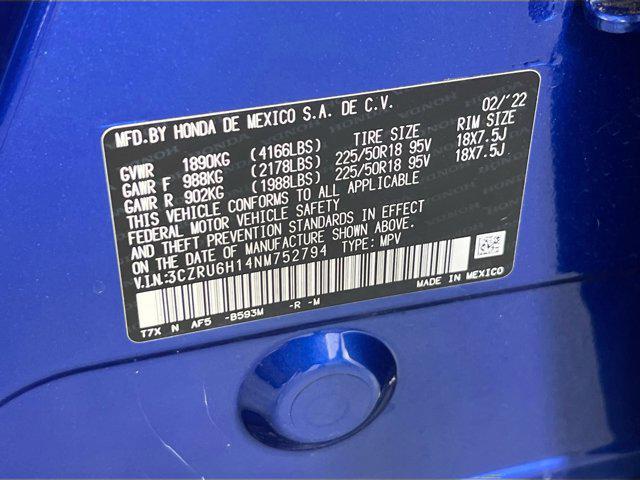 MFD.BY HONDA DE MEXICO S.A. DE C.V. 02/'22
GVWR 1890KG (4166LBS) TIRE SIZE RIM SIZE
GAWR F 988KG (2178LBS) 225/50R18 95V 18X7.5J
GAWR R 902KG (1988LBS) 225/50R18 95V 18X7.5J
THIS VEHICLE CONFORMS TO ALL APPLICABLE
FEDERAL MOTOR VEHICLE SAFETY
AND THEFT PREVENTION STANDARDS IN EFFECT
ON THE DATE OF MANUFACTURE SHOWN ABOVE.
V.I.N.:3CZRU6H14NM752794 TYPE: MPV
MADE IN MEXICO
T7X N AF5 -B593M -R -M